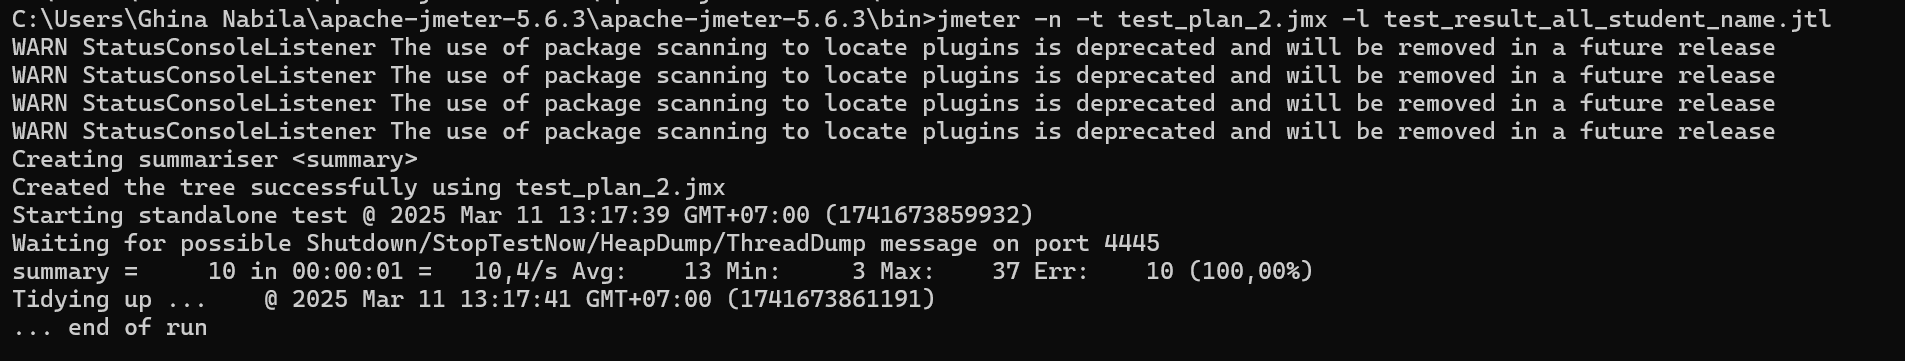 C:\Users\Ghina Nabila\apache-jmeter-5.6.3\apache-jmeter-5.6.3\bin>jmeter -n -t test_plan_2.jmx -l test_result_all_student_name.jtl
WARN StatusConsoleListener The use of package scanning to locate plugins is deprecated and will be removed in a future release
WARN StatusConsoleListener The use of package scanning to locate plugins is deprecated and will be removed in a future release
WARN StatusConsoleListener The use of package scanning to locate plugins is deprecated and will be removed in a future release
WARN StatusConsoleListener The use of package scanning to locate plugins is deprecated and will be removed in a future release
Creating summariser <summary>
Created the tree successfully using test_plan_2.jmx
Starting standalone test @ 2025 Mar 11 13:17:39 GMT+07:00 (1741673859932)
Waiting for possible Shutdown/StopTestNow/HeapDump/ThreadDump message on port 4445
summary =     10 in 00:00:01 =   10,4/s Avg:    13 Min:     3 Max:    37 Err:    10 (100,00%)
Tidying up ...    @ 2025 Mar 11 13:17:41 GMT+07:00 (1741673861191)
... end of run